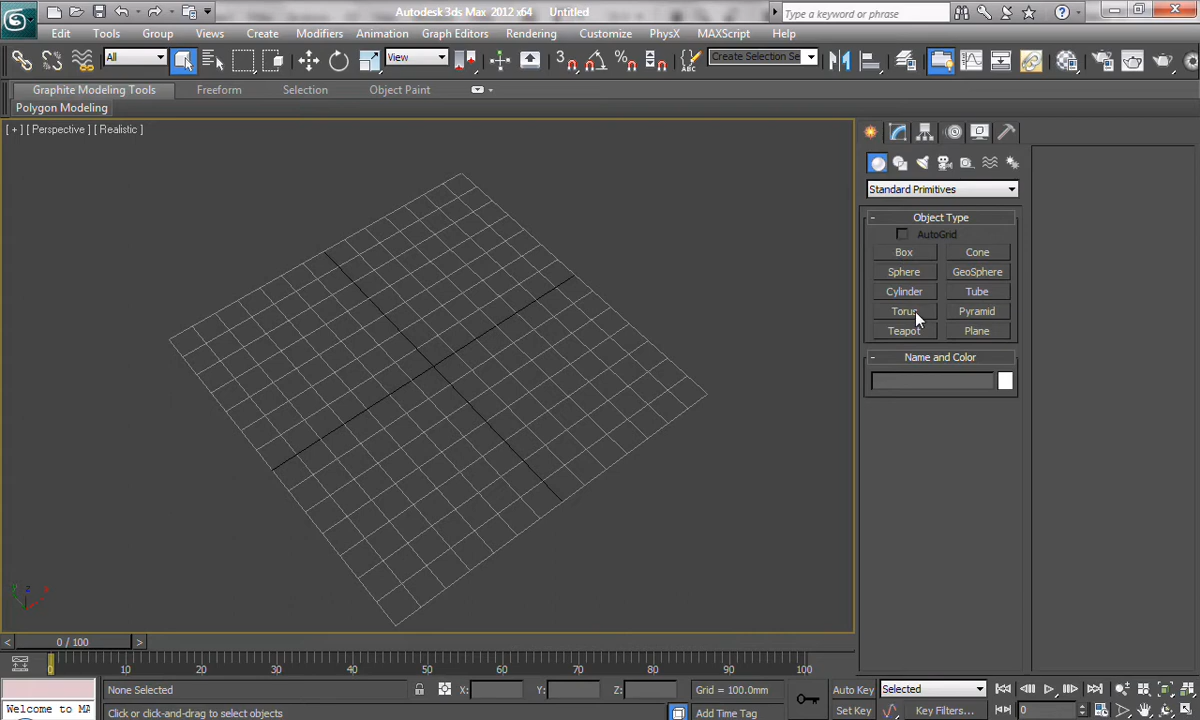 Autodesk 3ds Max 2012 x64 Untitled
Type a keyword or phrase
Edit Tools Group Views Create Modifiers Animation Graph Editors Rendering Customize PhysX MAXScript Help
All View 3 Create Selection Se
Graphite Modeling Tools Freeform Selection Object Paint
Polygon Modeling
[ + ] [ Perspective ] [ Realistic ]
Standard Primitives
- Object Type
AutoGrid
Box Cone
Sphere GeoSphere
Cylinder Tube
Torus Pyramid
Teapot Plane
- Name and Color
y z x
< 0 / 100 >
0 10 20 30 40 50 60 70 80 90 100
None Selected X: Y: Z: Grid = 100.0mm Auto Key Selected
Welcome to MA Click or click-and-drag to select objects Add Time Tag Set Key Key Filters... 0